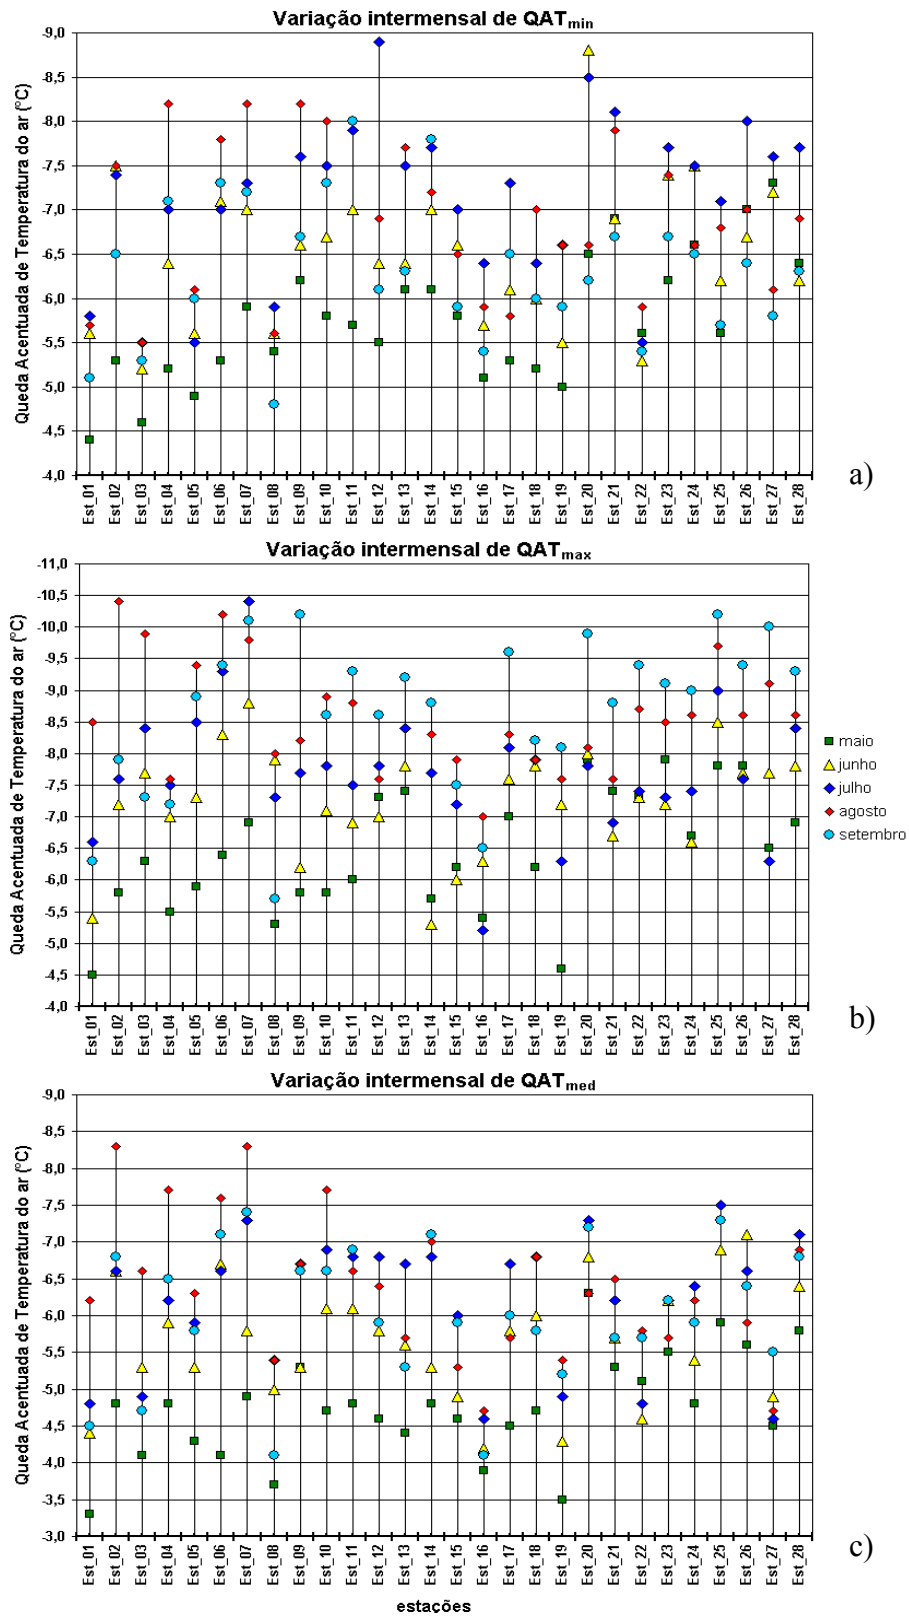 Variação intermensal de QATmin
Queda Acentuada de Temperatura do ar (°C)
-9,0
-8,5
-8,0
-7,5
-7,0
-6,5
-6,0
-5,5
-5,0
-4,5
-4,0
Est_01 Est_02 Est_03 Est_04 Est_05 Est_06 Est_07 Est_08 Est_09 Est_10 Est_11 Est_12 Est_13 Est_14 Est_15 Est_16 Est_17 Est_18 Est_19 Est_20 Est_21 Est_22 Est_23 Est_24 Est_25 Est_26 Est_27 Est_28
a)
Variação intermensal de QATmax
Queda Acentuada de Temperatura do ar (°C)
-11,0
-10,5
-10,0
-9,5
-9,0
-8,5
-8,0
-7,5
-7,0
-6,5
-6,0
-5,5
-5,0
-4,5
-4,0
Est_01 Est_02 Est_03 Est_04 Est_05 Est_06 Est_07 Est_08 Est_09 Est_10 Est_11 Est_12 Est_13 Est_14 Est_15 Est_16 Est_17 Est_18 Est_19 Est_20 Est_21 Est_22 Est_23 Est_24 Est_25 Est_26 Est_27 Est_28
maio
junho
julho
agosto
setembro
b)
Variação intermensal de QATmed
Queda Acentuada de Temperatura do ar (°C)
-9,0
-8,5
-8,0
-7,5
-7,0
-6,5
-6,0
-5,5
-5,0
-4,5
-4,0
-3,5
-3,0
Est_01 Est_02 Est_03 Est_04 Est_05 Est_06 Est_07 Est_08 Est_09 Est_10 Est_11 Est_12 Est_13 Est_14 Est_15 Est_16 Est_17 Est_18 Est_19 Est_20 Est_21 Est_22 Est_23 Est_24 Est_25 Est_26 Est_27 Est_28
c)
estações